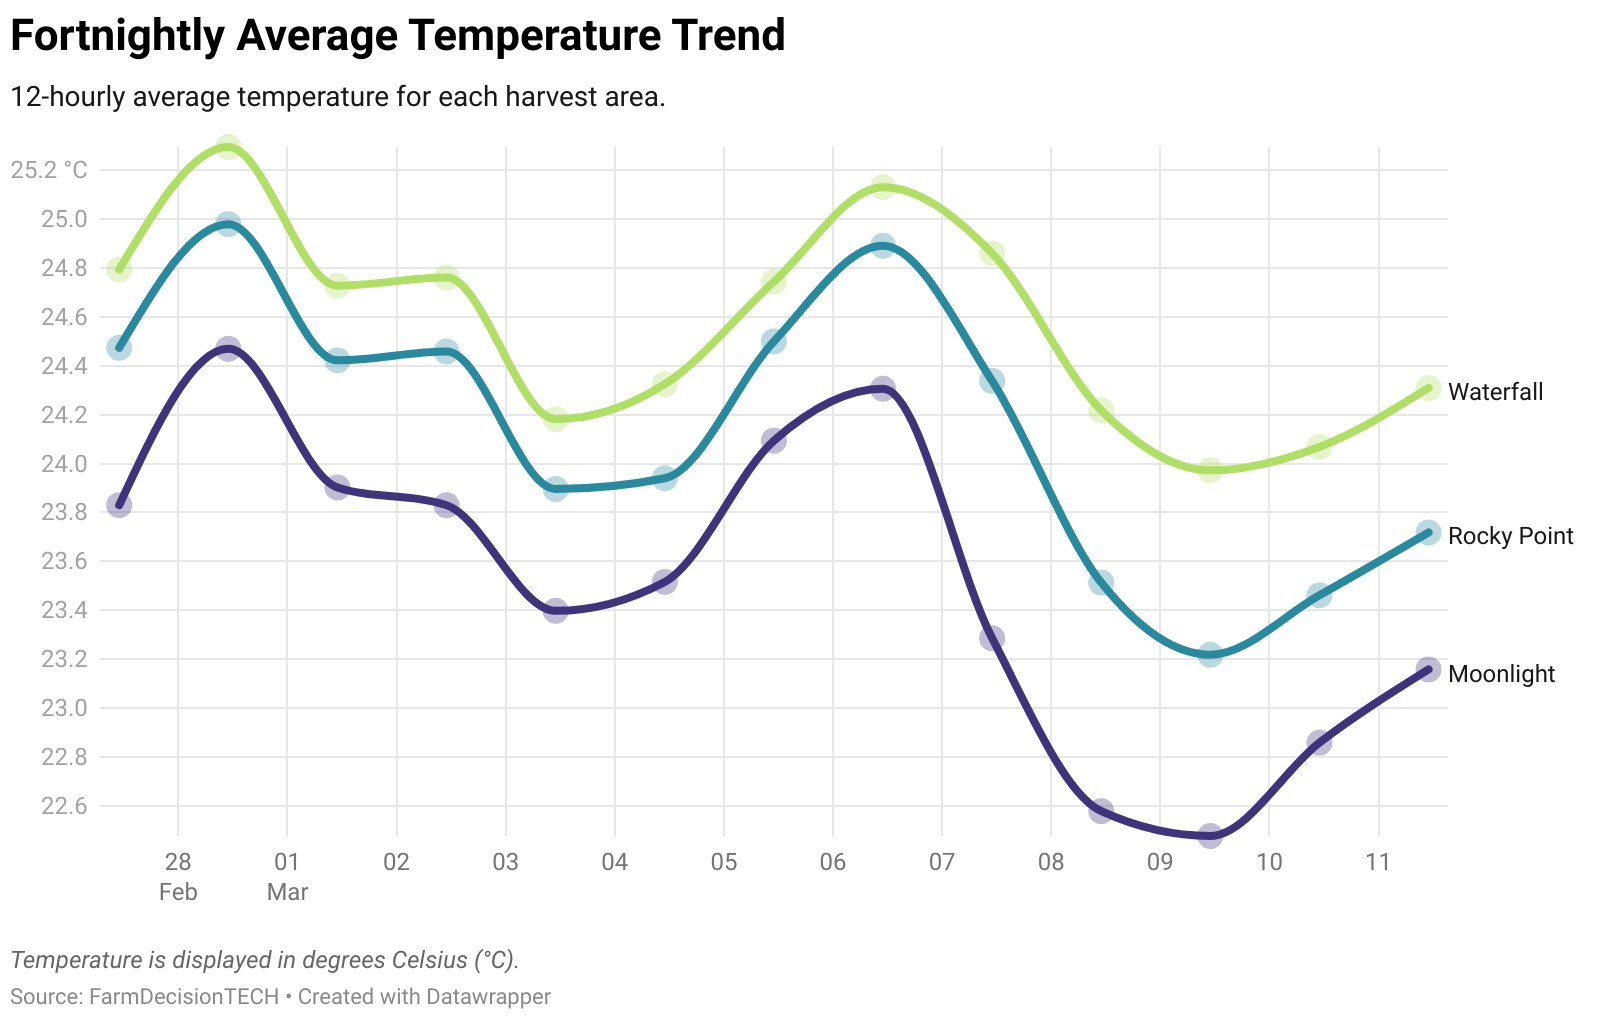 Fortnightly Average Temperature Trend
12-hourly average temperature for each harvest area.
25.2 °C
25.0
24.8
24.6
24.4
24.2
24.0
23.8
23.6
23.4
23.2
23.0
22.8
22.6
Waterfall
Rocky Point
Moonlight
28 01 02 03 04 05 06 07 08 09 10 11
Feb Mar
Temperature is displayed in degrees Celsius (°C).
Source: FarmDecisionTECH • Created with Datawrapper